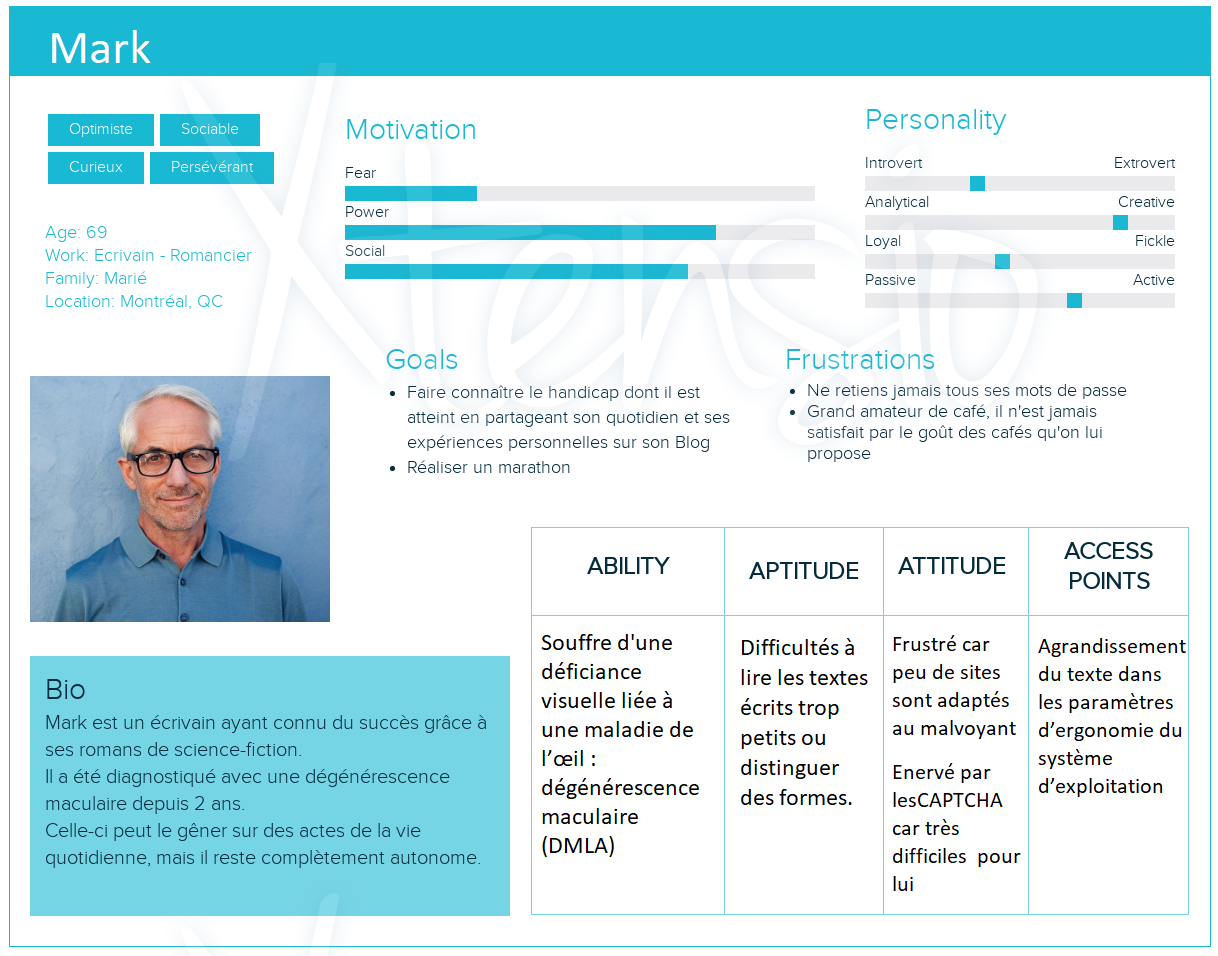 Mark
Optimiste
Sociable
Curieux
Persévérant
Age: 69
Work: Ecrivain - Romancier
Family: Marié
Location: Montréal, QC
Motivation
Fear
Power
Social
Personality
Introvert Extrovert
Analytical Creative
Loyal Fickle
Passive Active
Goals
Faire connaître le handicap dont il est
atteint en partageant son quotidien et ses
expériences personnelles sur son Blog
Réaliser un marathon
Frustrations
Ne retiens jamais tous ses mots de passe
Grand amateur de café, il n'est jamais
satisfait par le goût des cafés qu'on lui
propose
Bio
Mark est un écrivain ayant connu du succès grâce à
ses romans de science-fiction.
Il a été diagnostiqué avec une dégénérescence
maculaire depuis 2 ans.
Celle-ci peut le gêner sur des actes de la vie
quotidienne, mais il reste complètement autonome.
ABILITY
Souffre d'une
déficiance
visuelle liée à
une maladie de
l’œil :
dégénérescence
maculaire
(DMLA)
APTITUDE
Difficultés à
lire les textes
écrits trop
petits ou
distinguer
des formes.
ATTITUDE
Frustré car
peu de sites
sont adaptés
au malvoyant
Enervé par
lesCAPTCHA
car très
difficiles  pour
lui
ACCESS
POINTS
Agrandissement
du texte dans
les paramètres
d’ergonomie du
système
d’exploitation
Xtensio